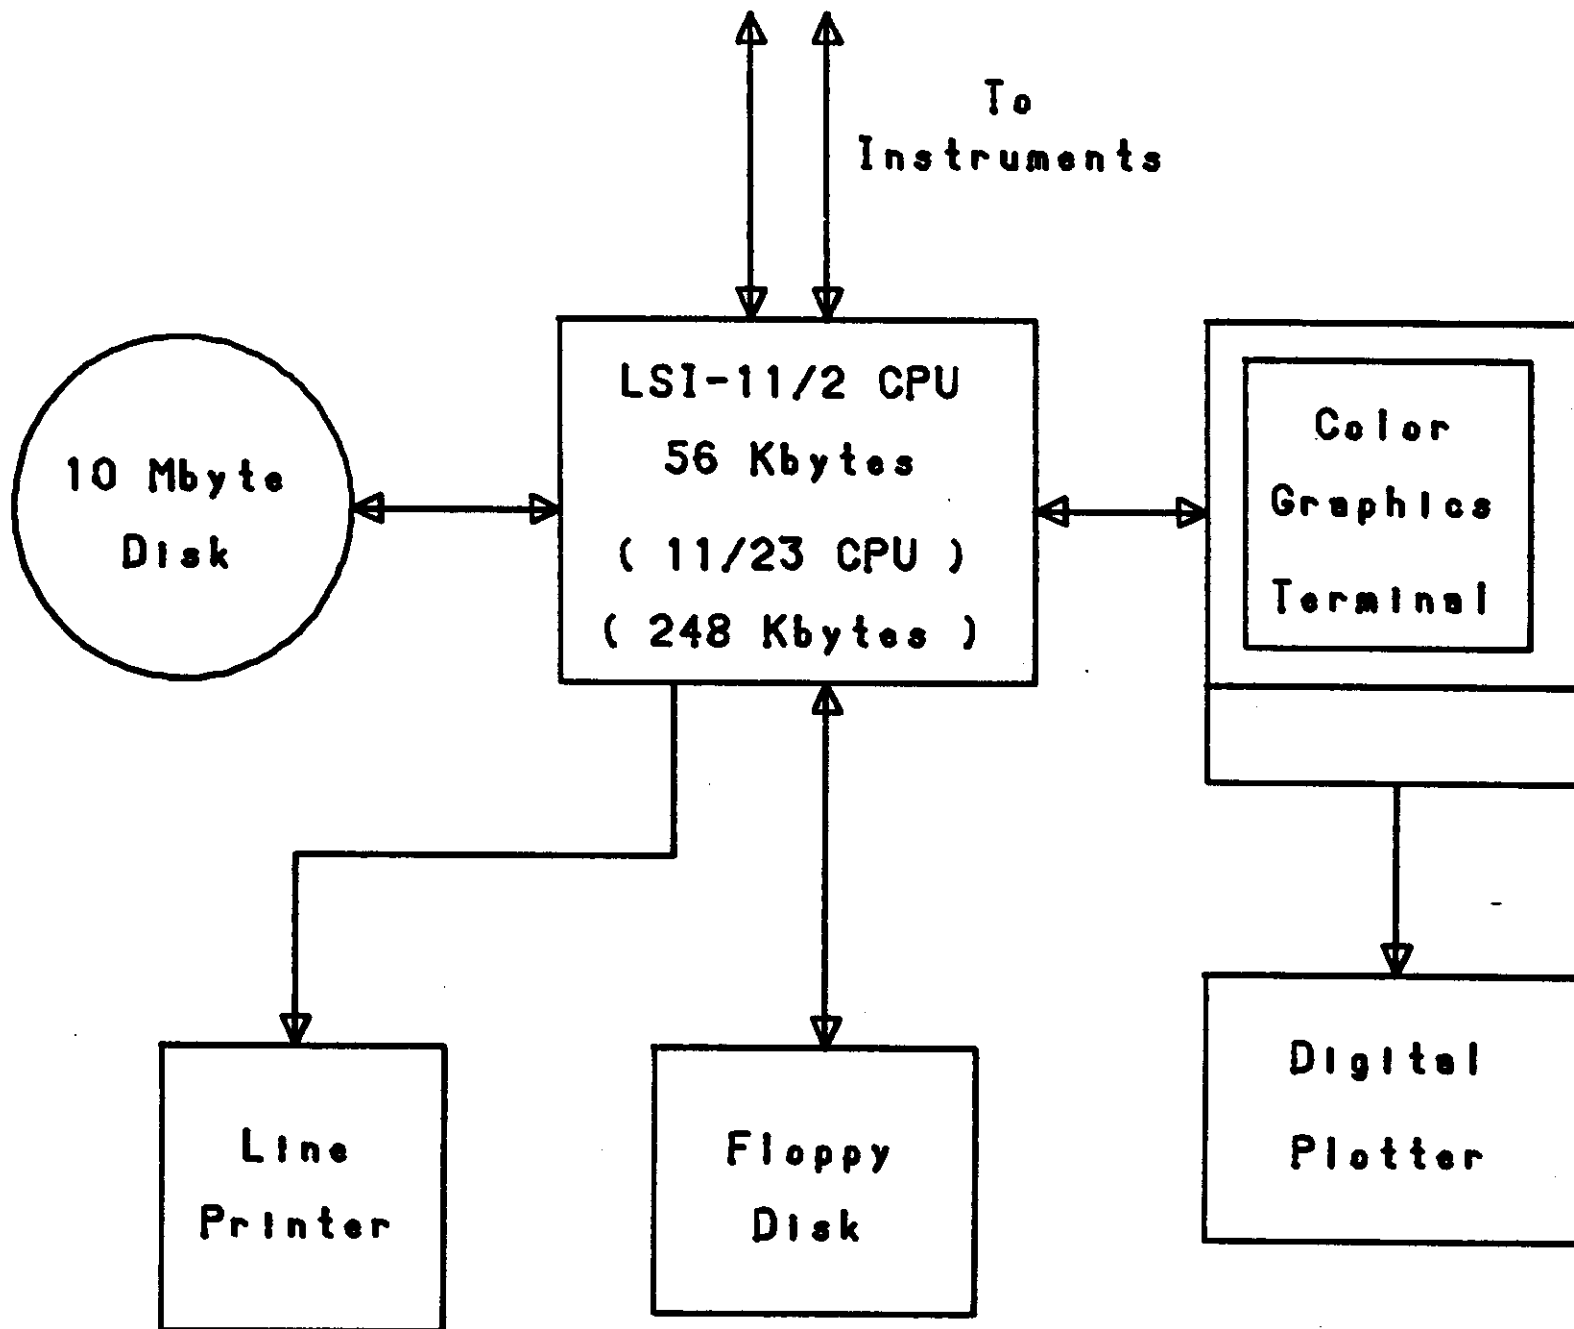 To
Instruments
LSI-11/2 CPU
56 Kbytes
( 11/23 CPU )
( 248 Kbytes )
10 Mbyte
Disk
Color
Graphics
Terminal
Line
Printer
Floppy
Disk
Digital
Plotter